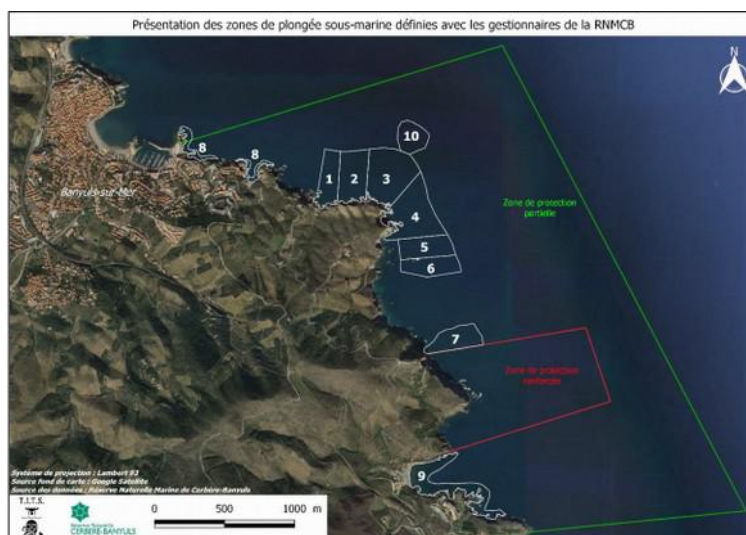 Présentation des zones de plongée sous-marine définies avec les gestionnaires de la RNMCB
N
10
8
8
1
2
3
Banyuls-sur-Mer
4
Zone de protection
partielle
5
6
7
Zone de protection
renforcée
9
Système de projection : Lambert 93
Source fond de carte : Google Satellite
Source des données : Réserve Naturelle Marine de Cerbère-Banyuls
CERBÈRE-BANYULS
0 500 1000 m